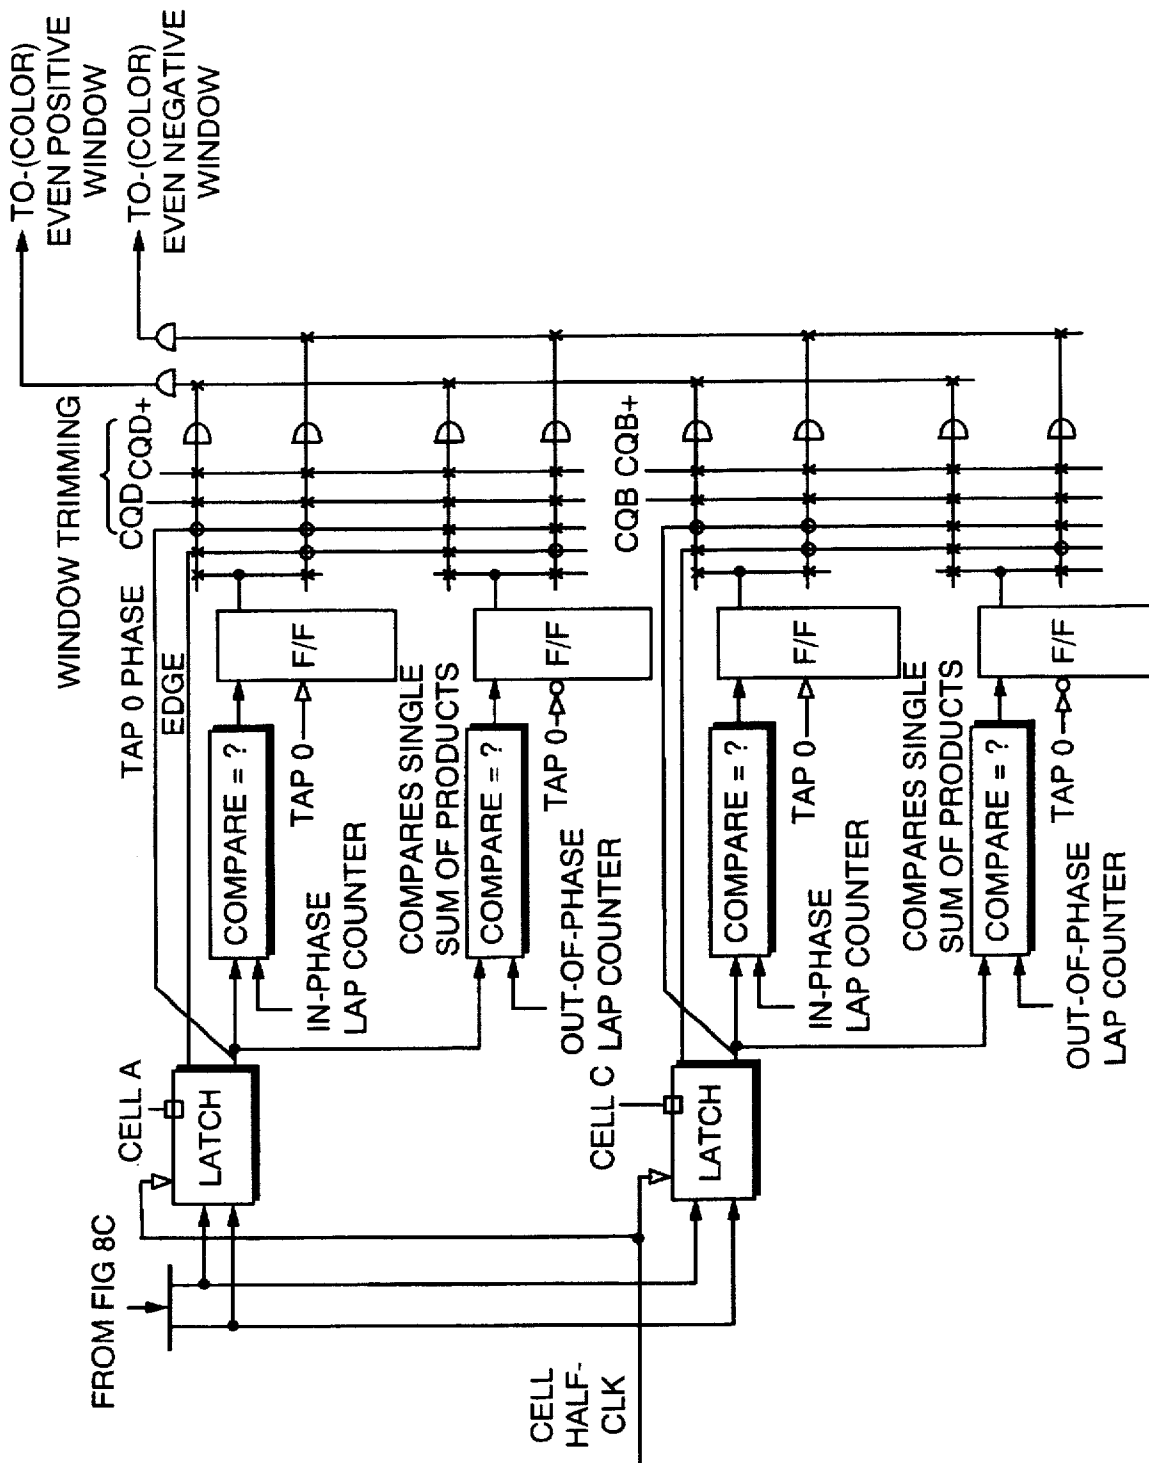 FROM FIG 8C
CELL A
LATCH
TAP 0 PHASE
EDGE
WINDOW TRIMMING
CQD
CQD+
TO-(COLOR)
EVEN POSITIVE
WINDOW
TO-(COLOR)
EVEN NEGATIVE
WINDOW
COMPARE = ?
F/F
TAP 0
IN-PHASE
LAP COUNTER
COMPARES SINGLE
SUM OF PRODUCTS
COMPARE = ?
F/F
TAP 0
OUT-OF-PHASE
LAP COUNTER
CELL
HALF-
CLK
CELL C
LATCH
CQB
CQB+
COMPARE = ?
F/F
TAP 0
IN-PHASE
LAP COUNTER
COMPARES SINGLE
SUM OF PRODUCTS
COMPARE = ?
F/F
TAP 0
OUT-OF-PHASE
LAP COUNTER